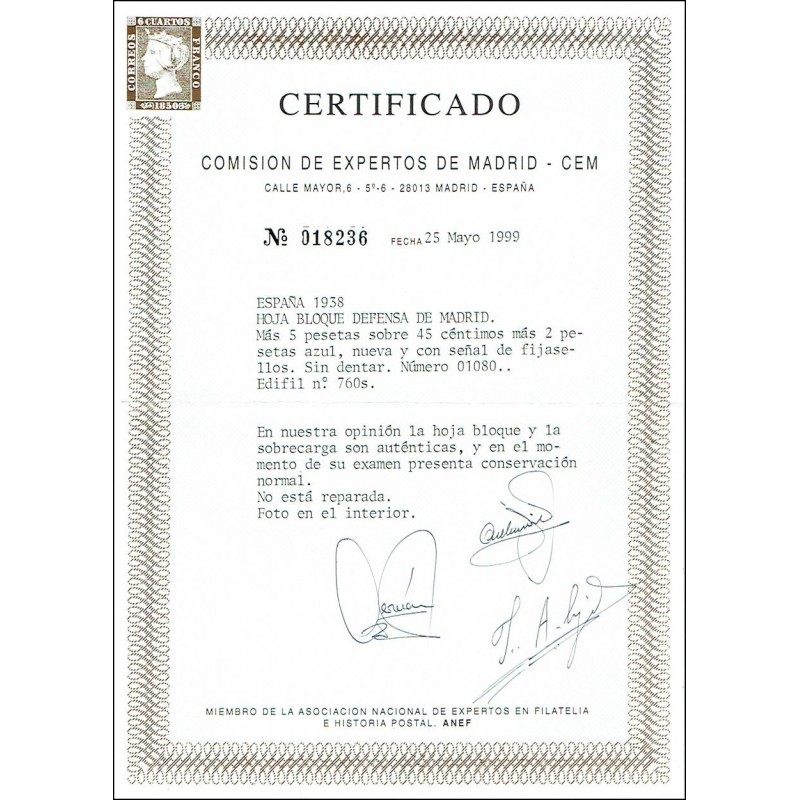 6 CUARTOS
CORREOS
FRANCO
1850
CERTIFICADO
COMISION DE EXPERTOS DE MADRID - CEM
CALLE MAYOR,6 - 5º-6 - 28013 MADRID - ESPAÑA
Nº 018236 FECHA 25 Mayo 1999
ESPAÑA 1938
HOJA BLOQUE DEFENSA DE MADRID.
Más 5 pesetas sobre 45 céntimos más 2 pe-
setas azul, nueva y con señal de fijase-
llos. Sin dentar. Número 01080..
Edifil nº 760s.
En nuestra opinión la hoja bloque y la
sobrecarga son auténticas, y en el mo-
mento de su examen presenta conservación
normal.
No está reparada.
Foto en el interior.
MIEMBRO DE LA ASOCIACION NACIONAL DE EXPERTOS EN FILATELIA
E HISTORIA POSTAL. ANEF